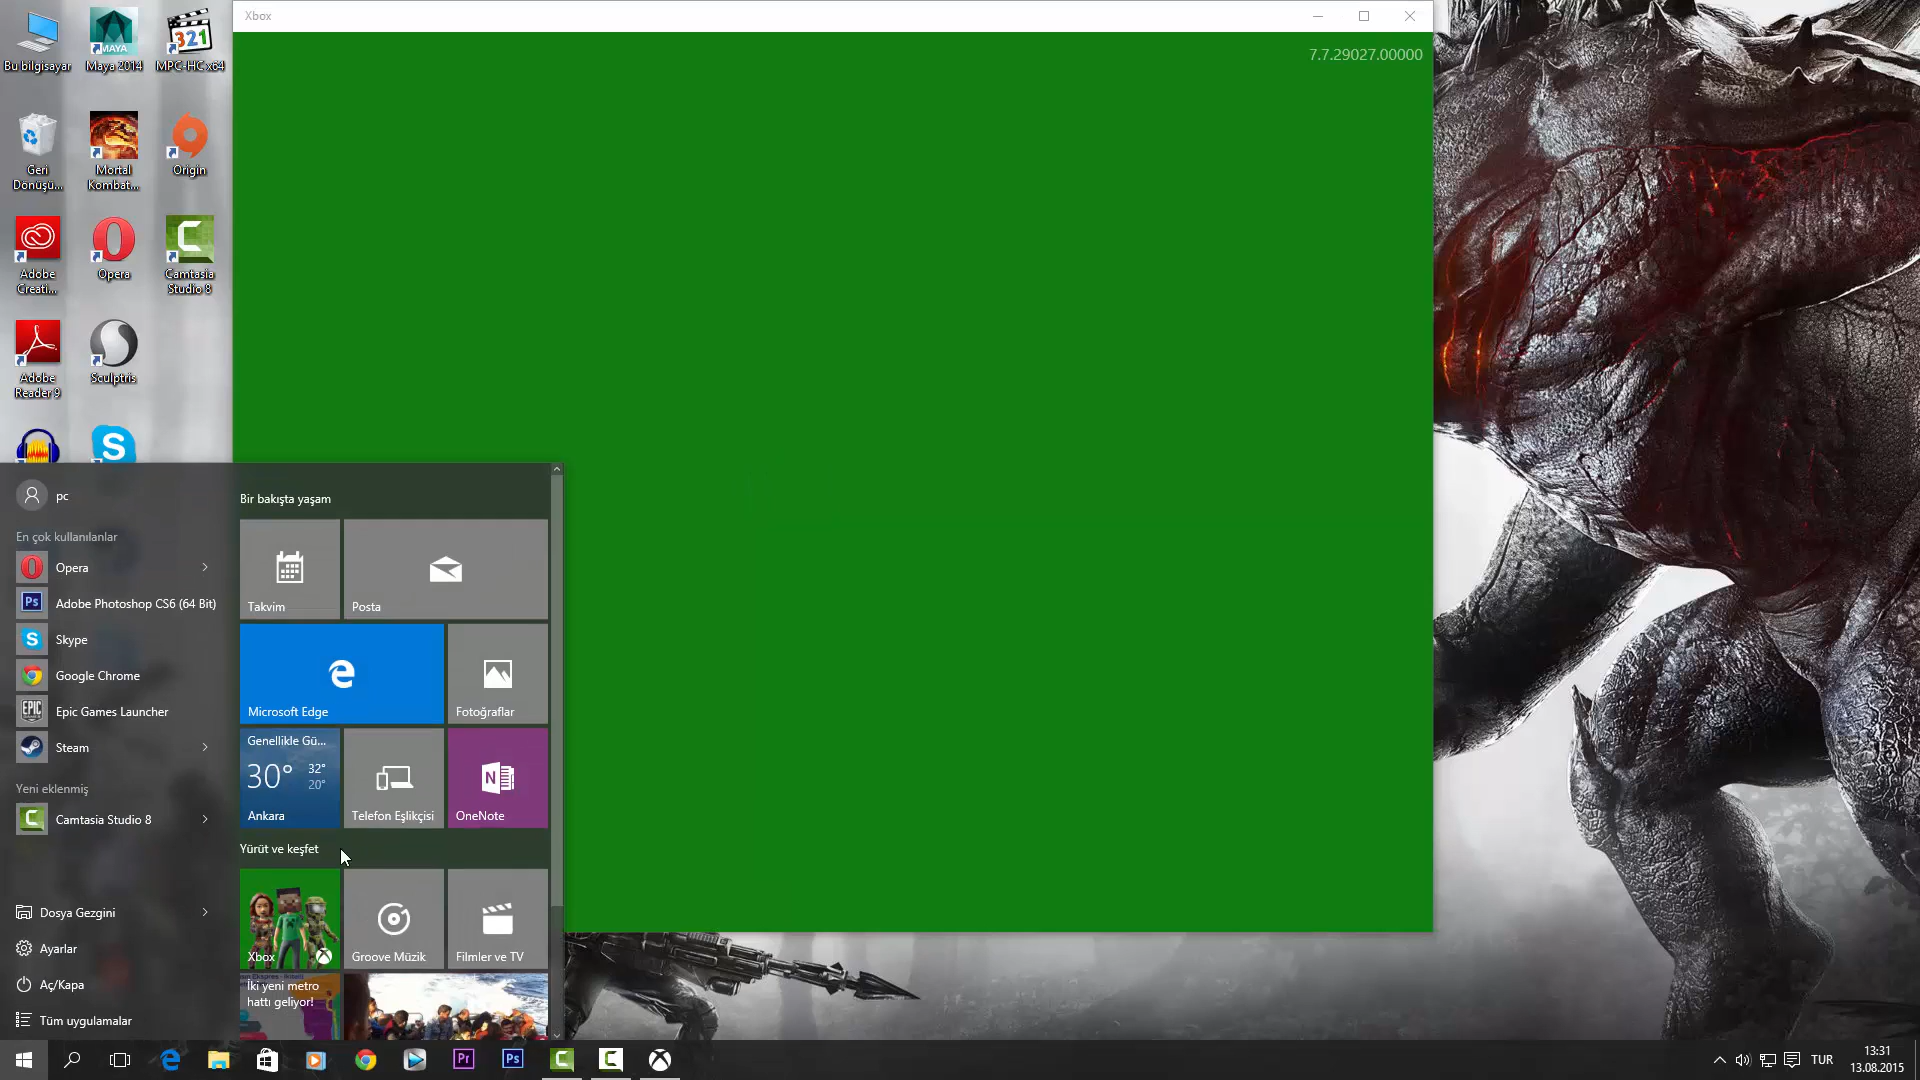 Xbox
7.7.29027.00000
Bu bilgisayar
Maya 2014
MPC-HC x64
Geri
Dönüşü...
Mortal
Kombat...
Origin
Adobe
Creati...
Opera
Camtasia
Studio 8
Adobe
Reader 9
Sculptris
pc
En çok kullanılanlar
Opera
Adobe Photoshop CS6 (64 Bit)
Skype
Google Chrome
Epic Games Launcher
Steam
Yeni eklenmiş
Camtasia Studio 8
Dosya Gezgini
Ayarlar
Aç/Kapa
Tüm uygulamalar
Bir bakışta yaşam
Takvim
Posta
Microsoft Edge
Fotoğraflar
Genellikle Gü...
30°
32°
20°
Ankara
Telefon Eşlikçisi
OneNote
Yürüt ve keşfet
Xbox
Groove Müzik
Filmler ve TV
İki yeni metro
hattı geliyor!
TUR
13:31
13.08.2015